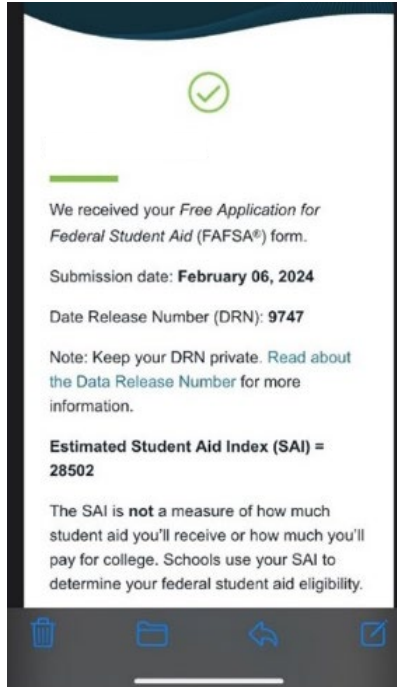 We received your Free Application for
Federal Student Aid (FAFSA®) form.
Submission date: February 06, 2024
Date Release Number (DRN): 9747
Note: Keep your DRN private. Read about
the Data Release Number for more
information.
Estimated Student Aid Index (SAI) =
28502
The SAI is not a measure of how much
student aid you'll receive or how much you'll
pay for college. Schools use your SAI to
determine your federal student aid eligibility.